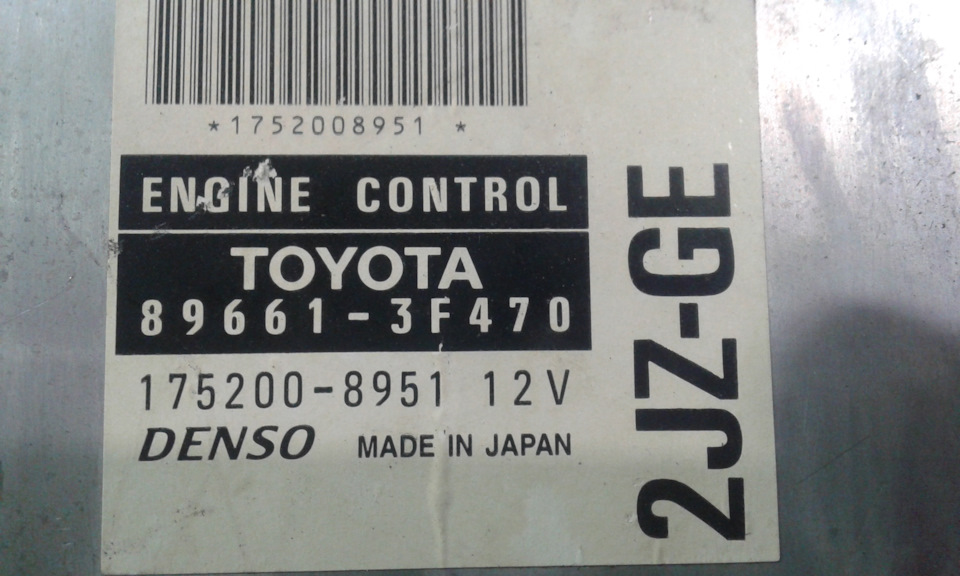 *1752008951 *
ENGINE CONTROL
TOYOTA
89661-3F470
175200-8951 12V
DENSO MADE IN JAPAN
2JZ-GE